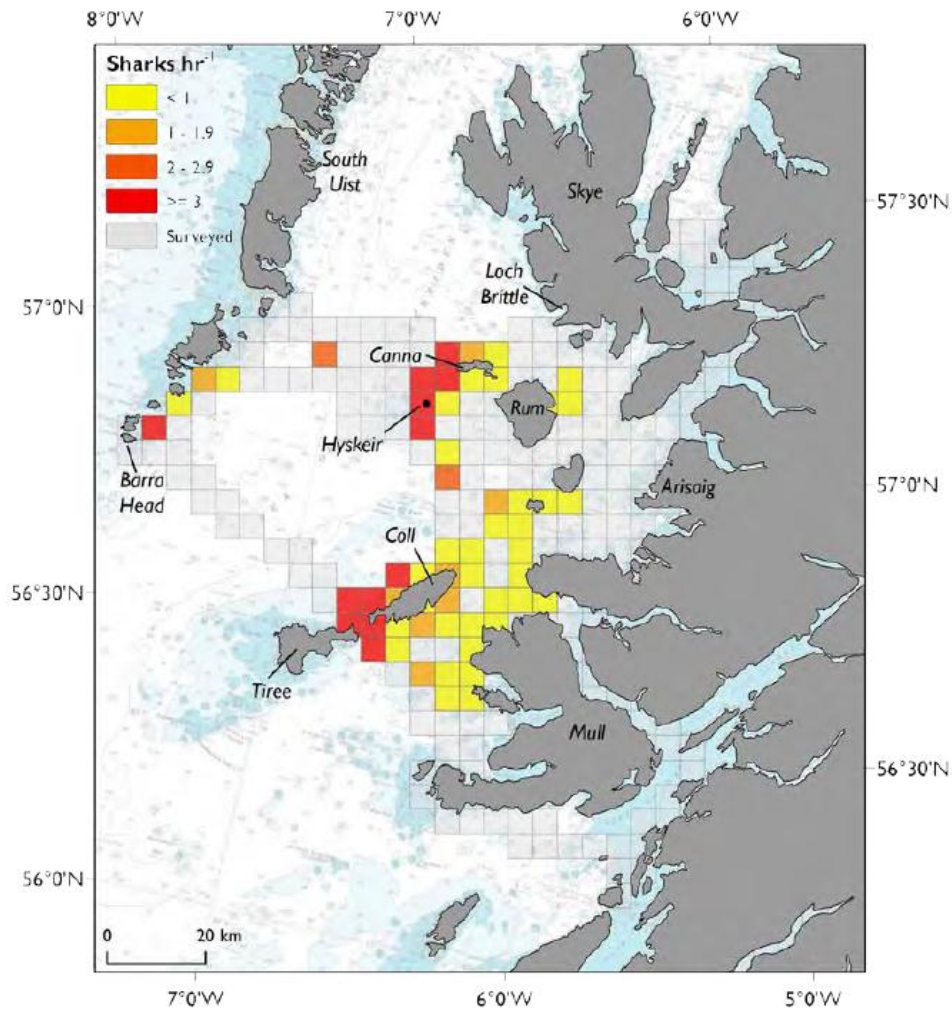 8°0'W 7°0'W 6°0'W
Sharks hr⁻¹
< 1
1 - 1.9
2 - 2.9
>= 3
Surveyed
South
Uist
Skye
57°30'N
Loch
Brittle
57°0'N
Canna
Rum
Hyskeir
Barra
Head
Arisaig
57°0'N
Coll
56°30'N
Tiree
Mull
56°30'N
56°0'N
0 20 km
7°0'W 6°0'W 5°0'W